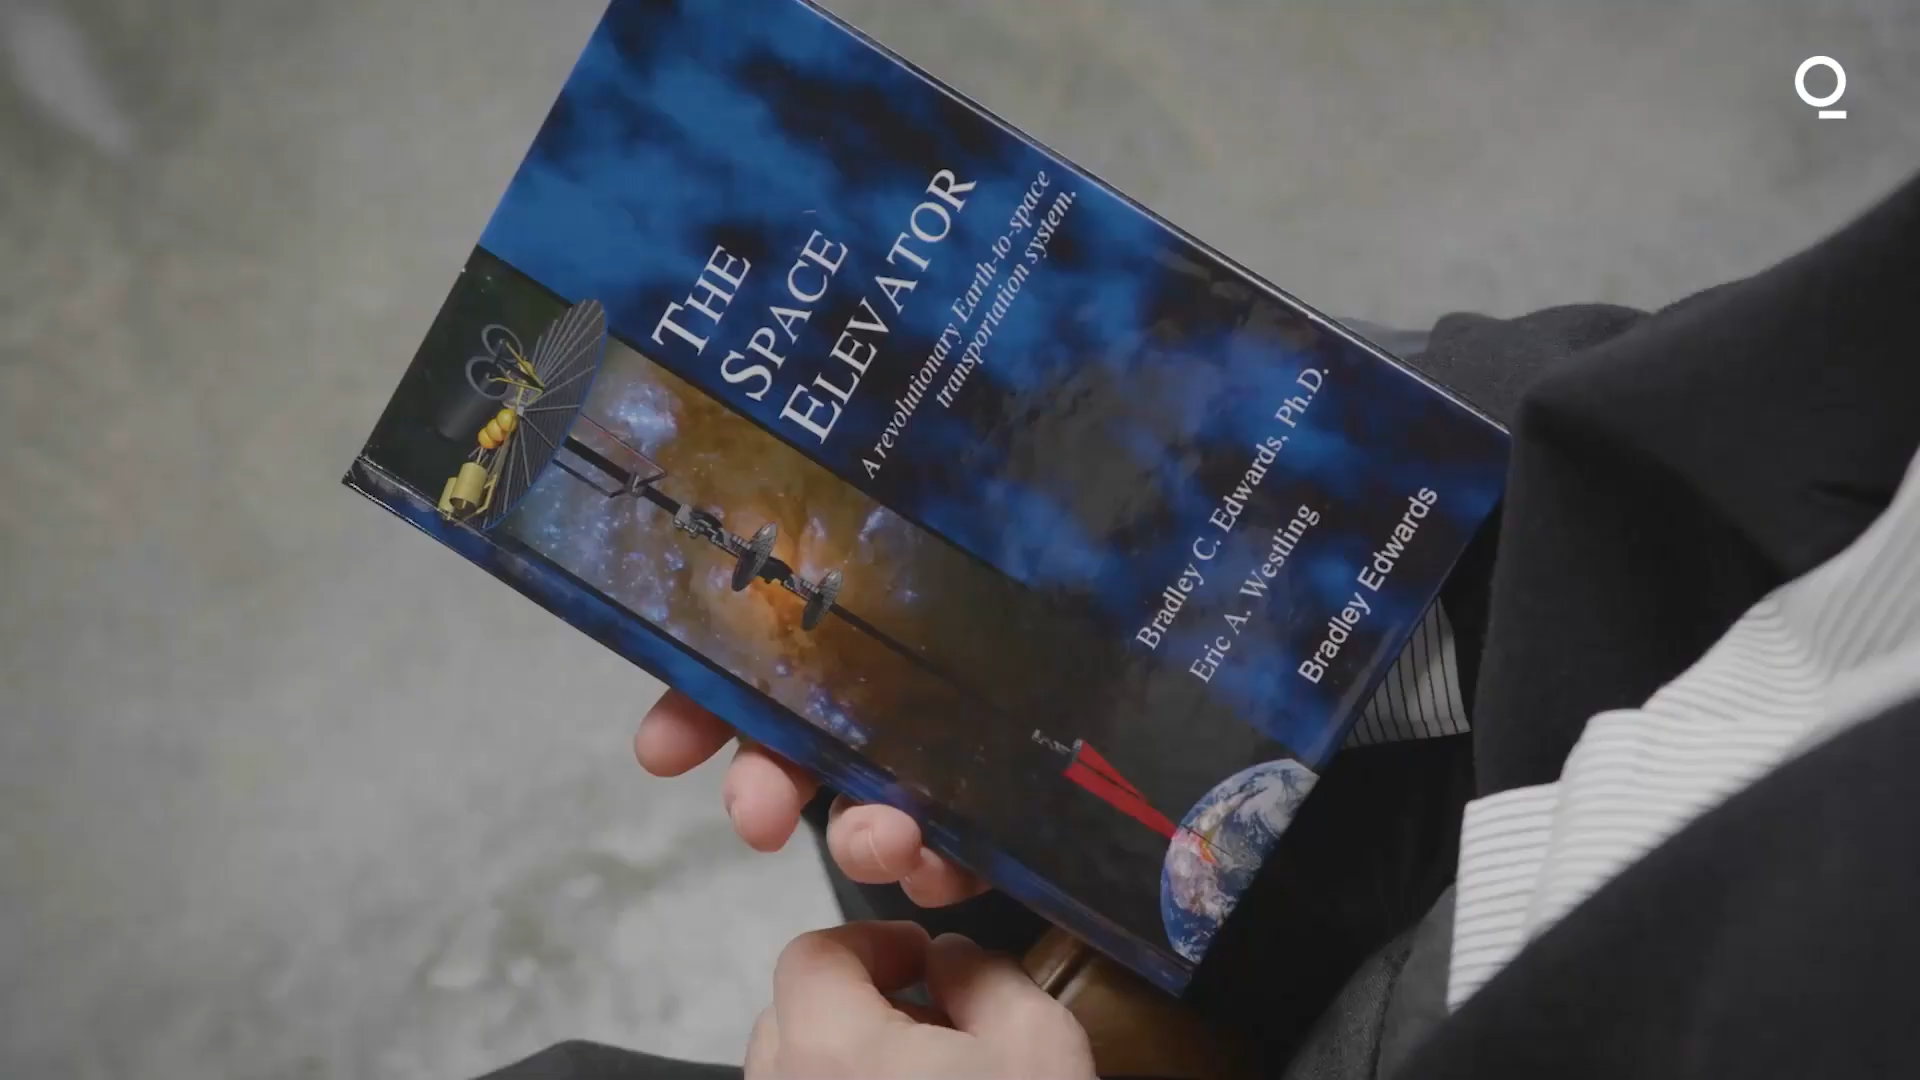 THE
SPACE
ELEVATOR
A revolutionary Earth-to-space
transportation system.
Bradley C. Edwards, Ph.D.
Eric A. Westling
Bradley Edwards